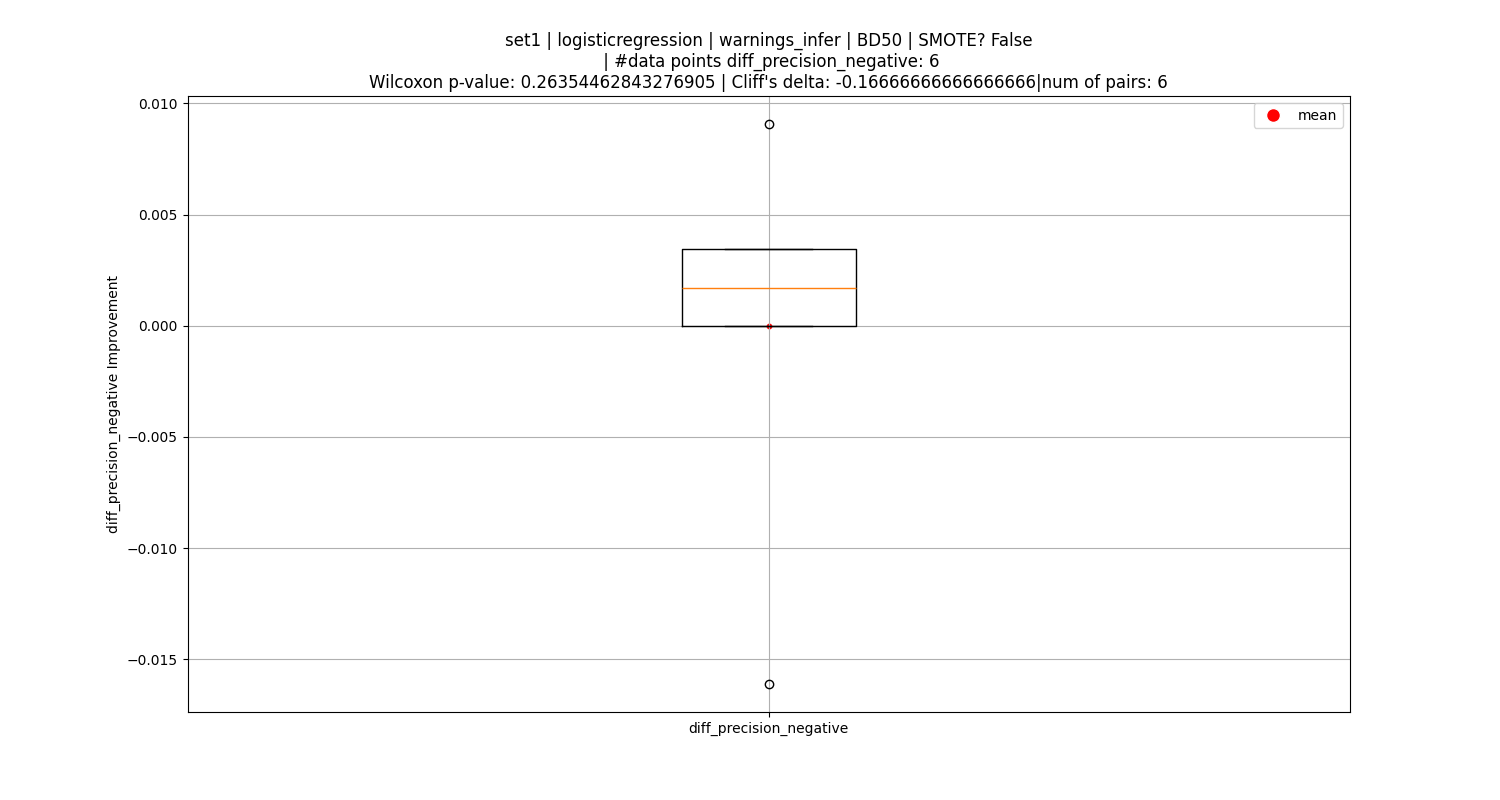 set1 | logisticregression | warnings_infer | BD50 | SMOTE? False
| #data points diff_precision_negative: 6
Wilcoxon p-value: 0.26354462843276905 | Cliff's delta: -0.16666666666666666|num of pairs: 6
mean
0.010
0.005
0.000
−0.005
−0.010
−0.015
diff_precision_negative Improvement
diff_precision_negative